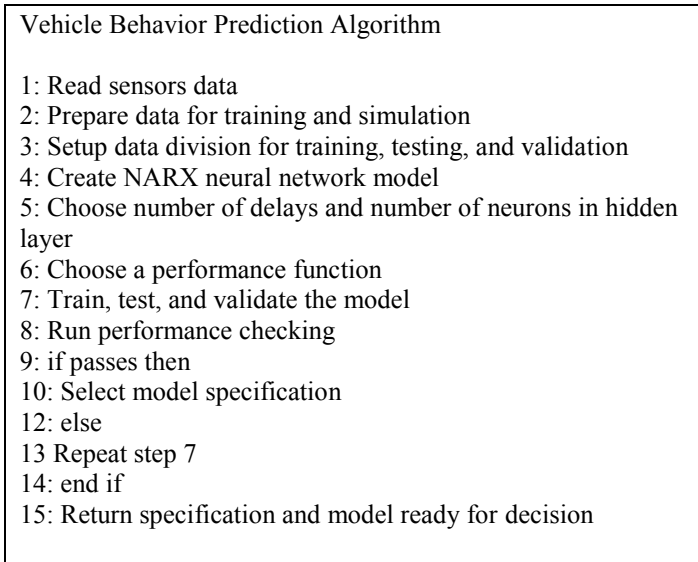 Vehicle Behavior Prediction Algorithm
1: Read sensors data
2: Prepare data for training and simulation
3: Setup data division for training, testing, and validation
4: Create NARX neural network model
5: Choose number of delays and number of neurons in hidden
layer
6: Choose a performance function
7: Train, test, and validate the model
8: Run performance checking
9: if passes then
10: Select model specification
12: else
13 Repeat step 7
14: end if
15: Return specification and model ready for decision